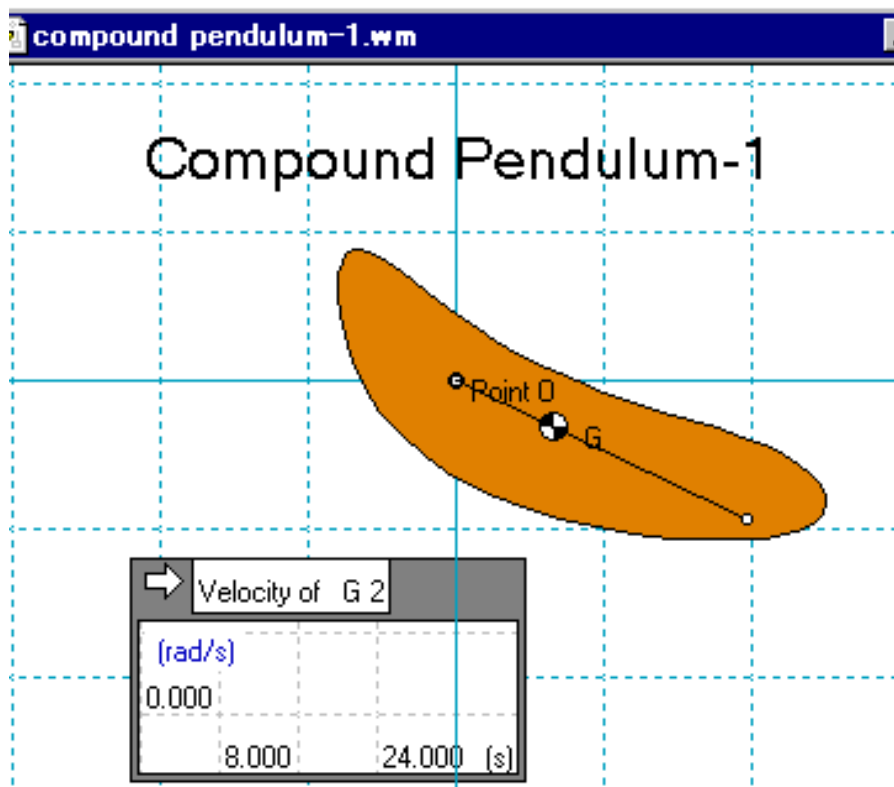 compound pendulum-1.wm
Compound Pendulum-1
Point O
G
Velocity of G 2
(rad/s)
0.000
8.000 24.000 (s)